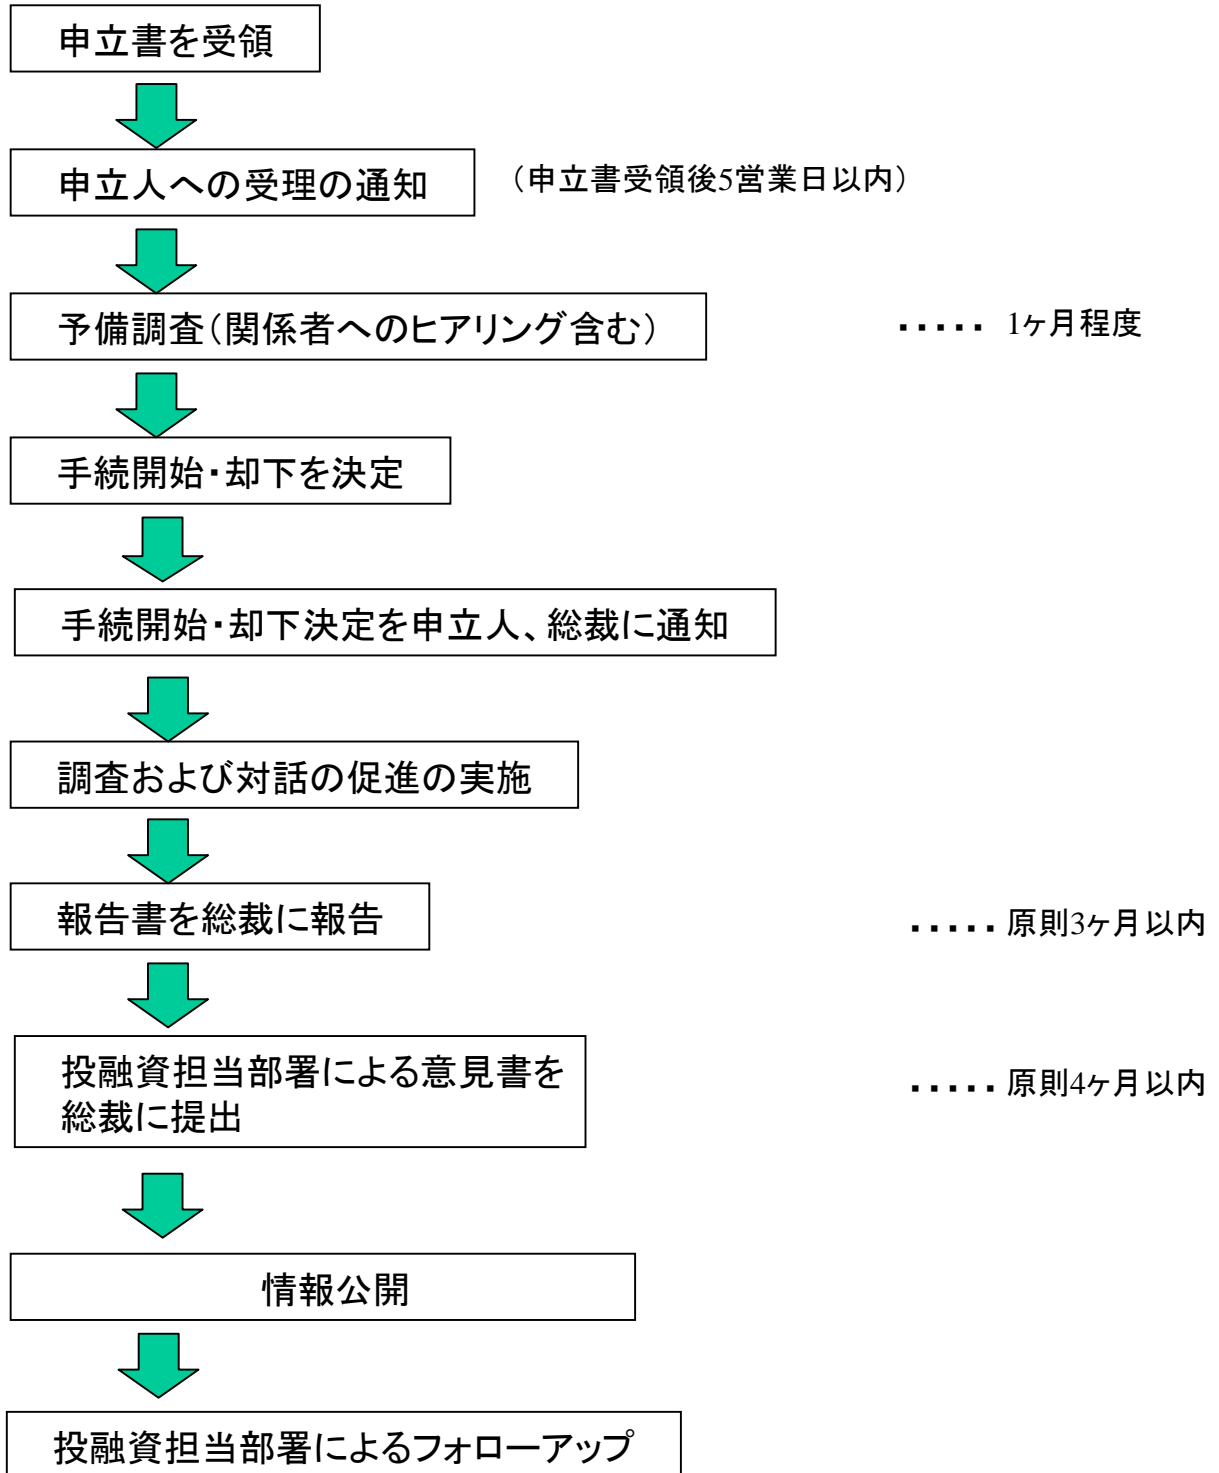 申立書を受領
申立人への受理の通知
（申立書受領後5営業日以内）
予備調査（関係者へのヒアリング含む）
・・・・・ 1ヶ月程度
手続開始・却下を決定
手続開始・却下決定を申立人、総裁に通知
調査および対話の促進の実施
報告書を総裁に報告
・・・・・ 原則3ヶ月以内
投融資担当部署による意見書を
総裁に提出
・・・・・ 原則4ヶ月以内
情報公開
投融資担当部署によるフォローアップ